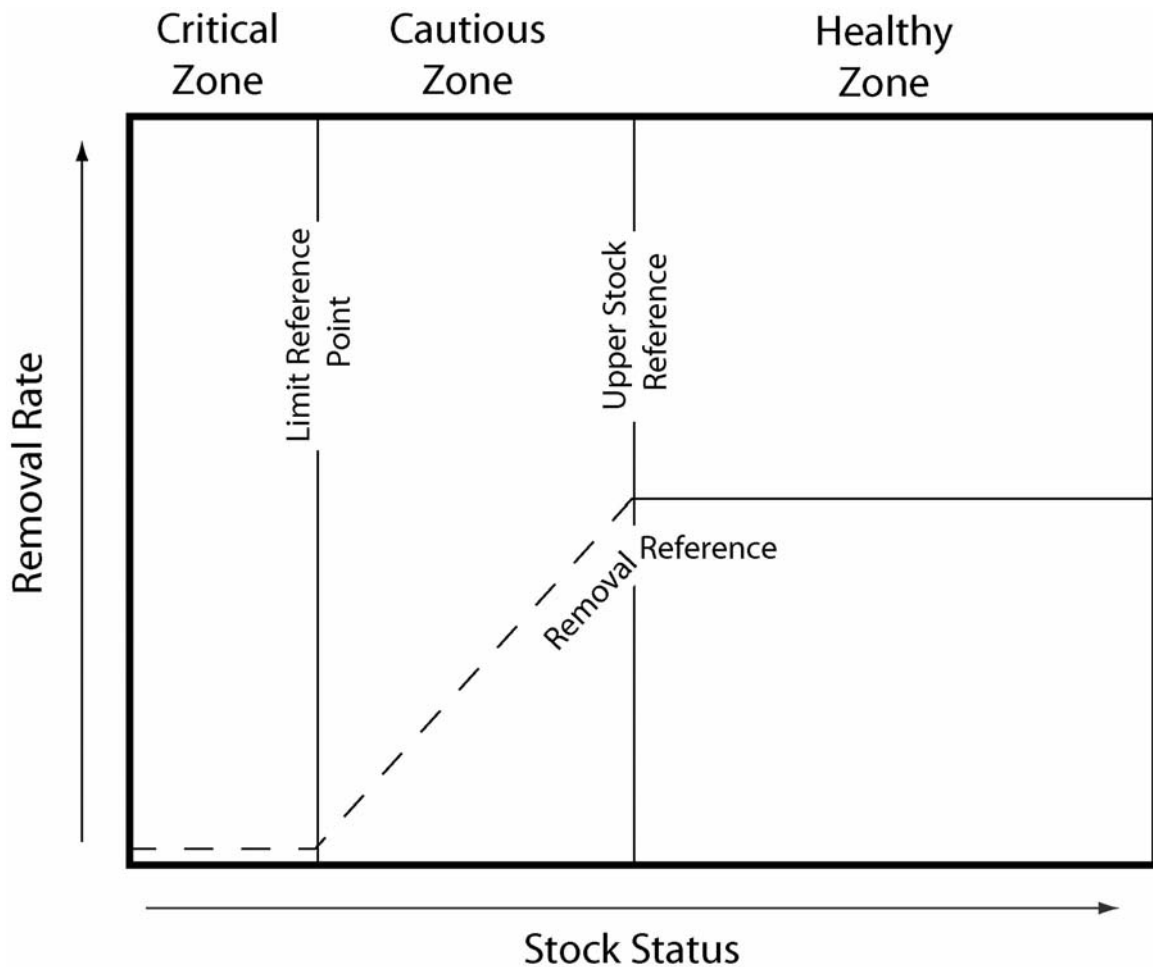 Critical
Zone
Cautious
Zone
Healthy
Zone
Removal Rate
Limit Reference
Point
Upper Stock
Reference
Removal Reference
Stock Status